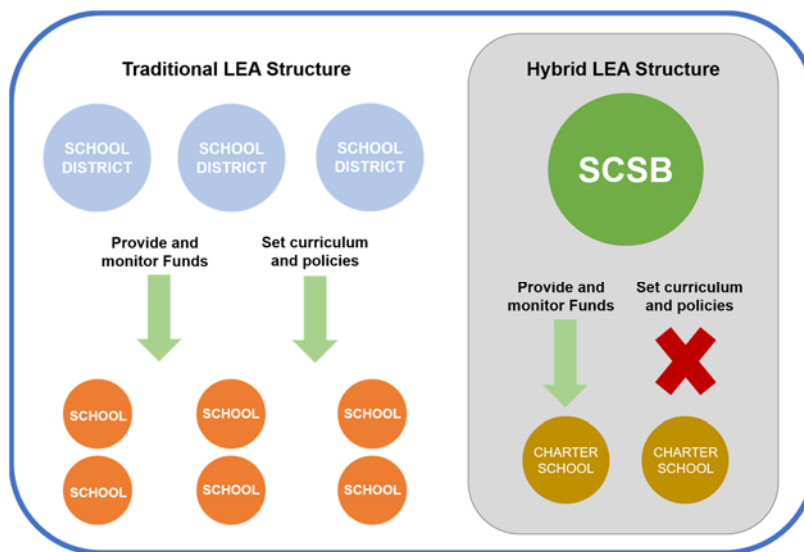 Traditional LEA Structure
SCHOOL
DISTRICT
SCHOOL
DISTRICT
SCHOOL
DISTRICT
Provide and
monitor Funds
Set curriculum
and policies
SCHOOL
SCHOOL
SCHOOL
SCHOOL
SCHOOL
SCHOOL
Hybrid LEA Structure
SCSB
Provide and
monitor Funds
Set curriculum
and policies
CHARTER
SCHOOL
CHARTER
SCHOOL